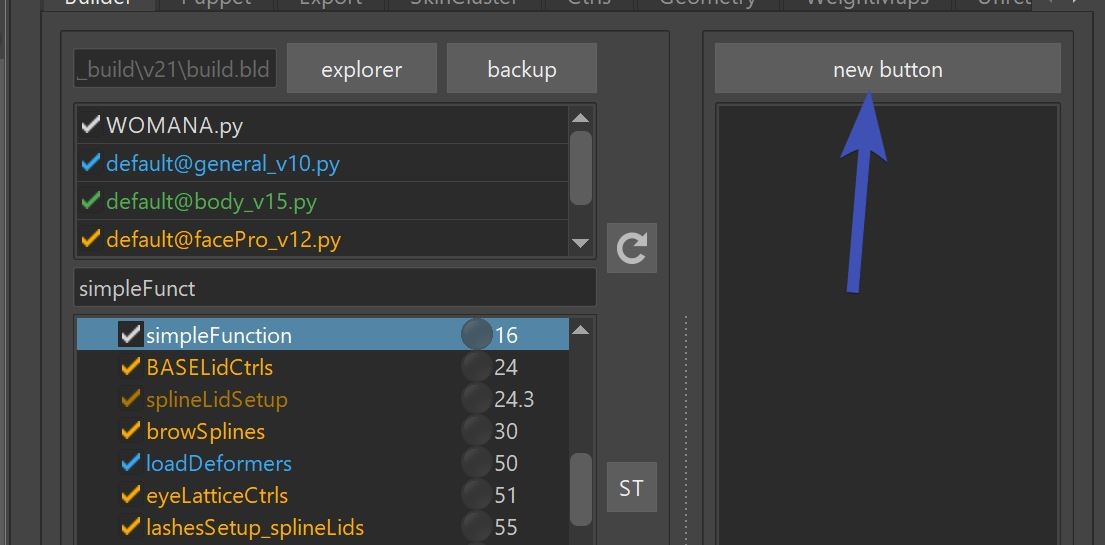 Builder Puppet Export SkinCluster Ctrls Geometry WeightMaps
_build\v21\build.bld explorer backup
new button
WOMANA.py
default@general_v10.py
default@body_v15.py
default@facePro_v12.py
simpleFunct
simpleFunction 16
BASELidCtrls 24
splineLidSetup 24.3
browSplines 30
loadDeformers 50
eyeLatticeCtrls 51
ST
lashesSetup_splineLids 55